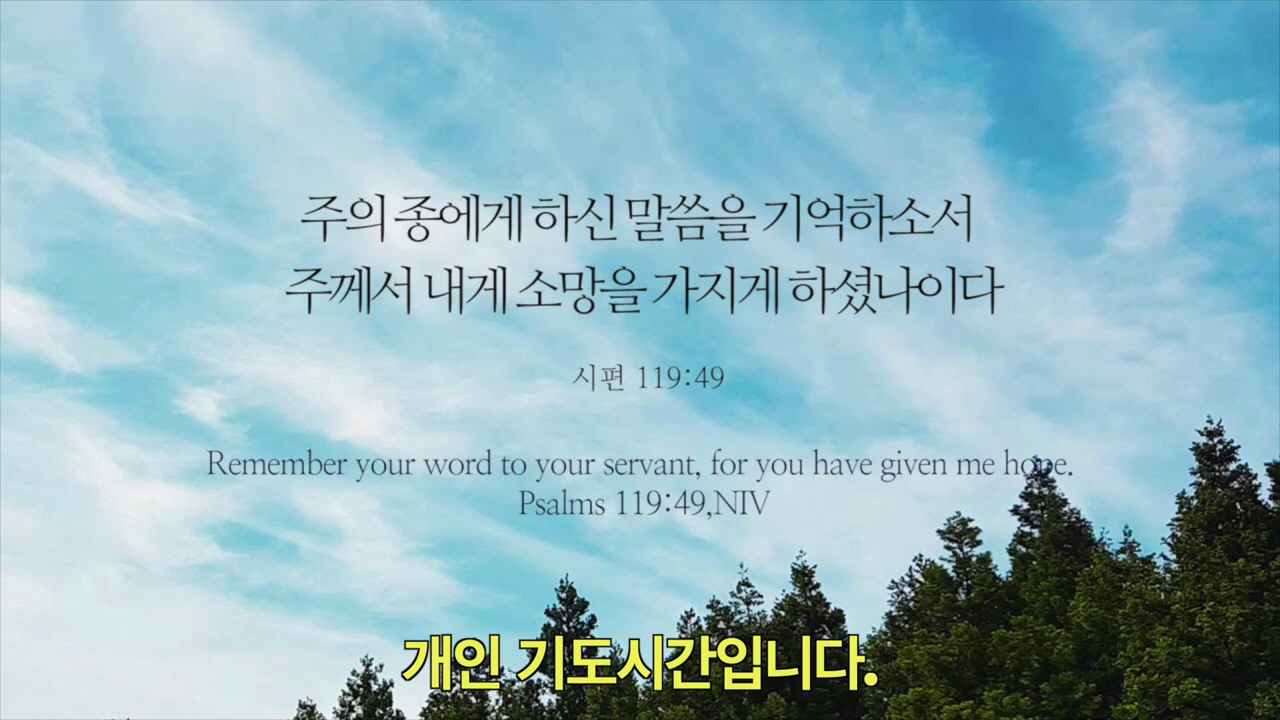 주의 종에게 하신 말씀을 기억하소서
주께서 내게 소망을 가지게 하셨나이다
시편 119:49
Remember your word to your servant, for you have given me hope.
Psalms 119:49,NIV
개인 기도시간입니다.